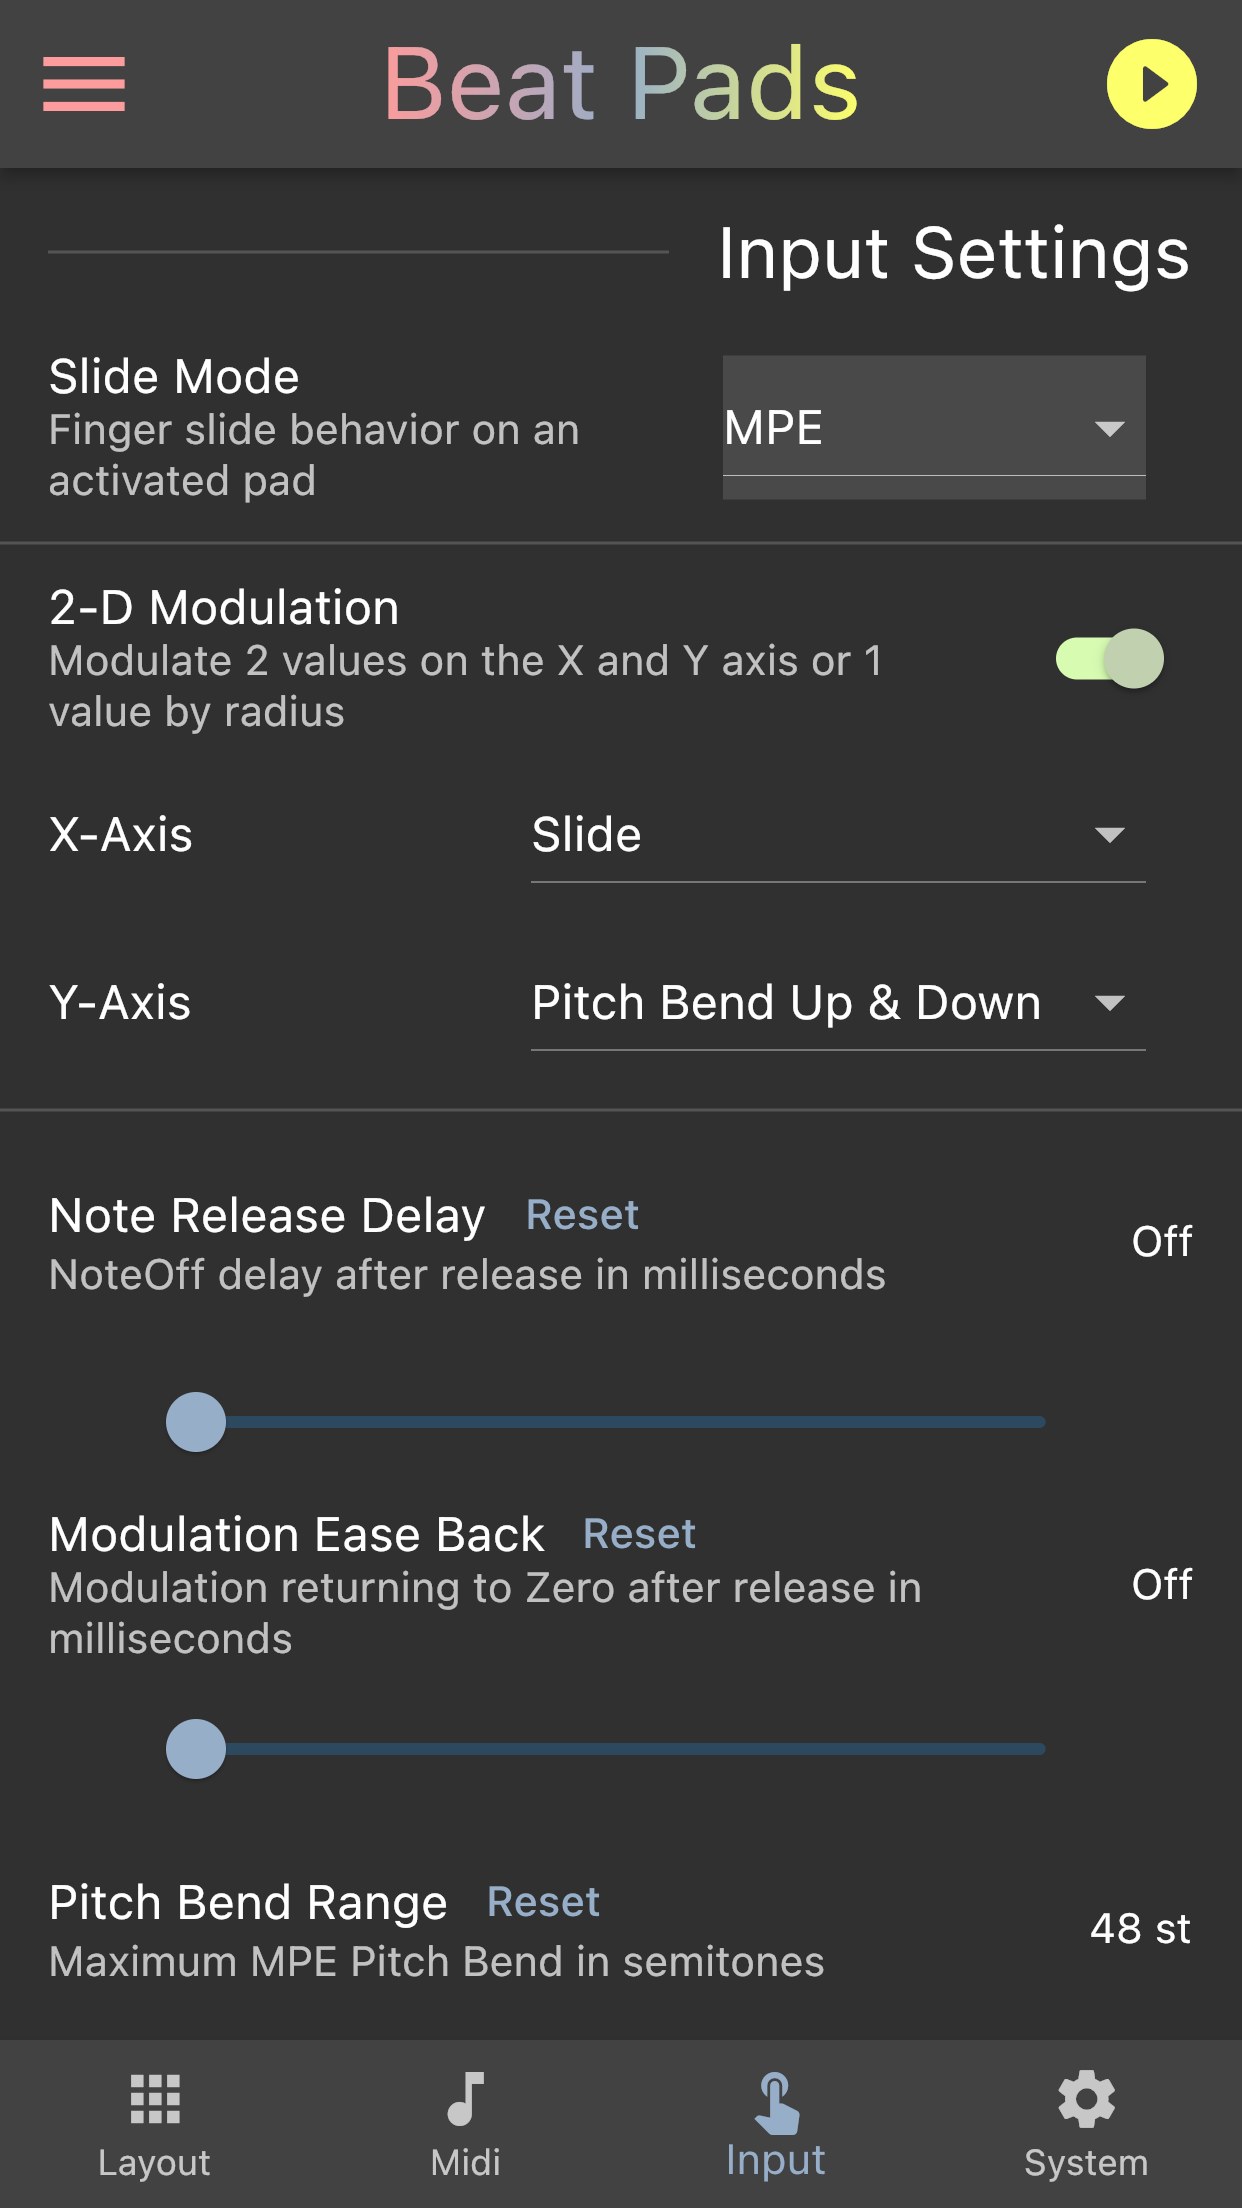 Beat Pads
Input Settings
Slide Mode
Finger slide behavior on an
activated pad
MPE
2-D Modulation
Modulate 2 values on the X and Y axis or 1
value by radius
X-Axis
Slide
Y-Axis
Pitch Bend Up & Down
Note Release Delay Reset
NoteOff delay after release in milliseconds
Off
Modulation Ease Back Reset
Modulation returning to Zero after release in
milliseconds
Off
Pitch Bend Range Reset
Maximum MPE Pitch Bend in semitones
48 st
Layout
Midi
Input
System